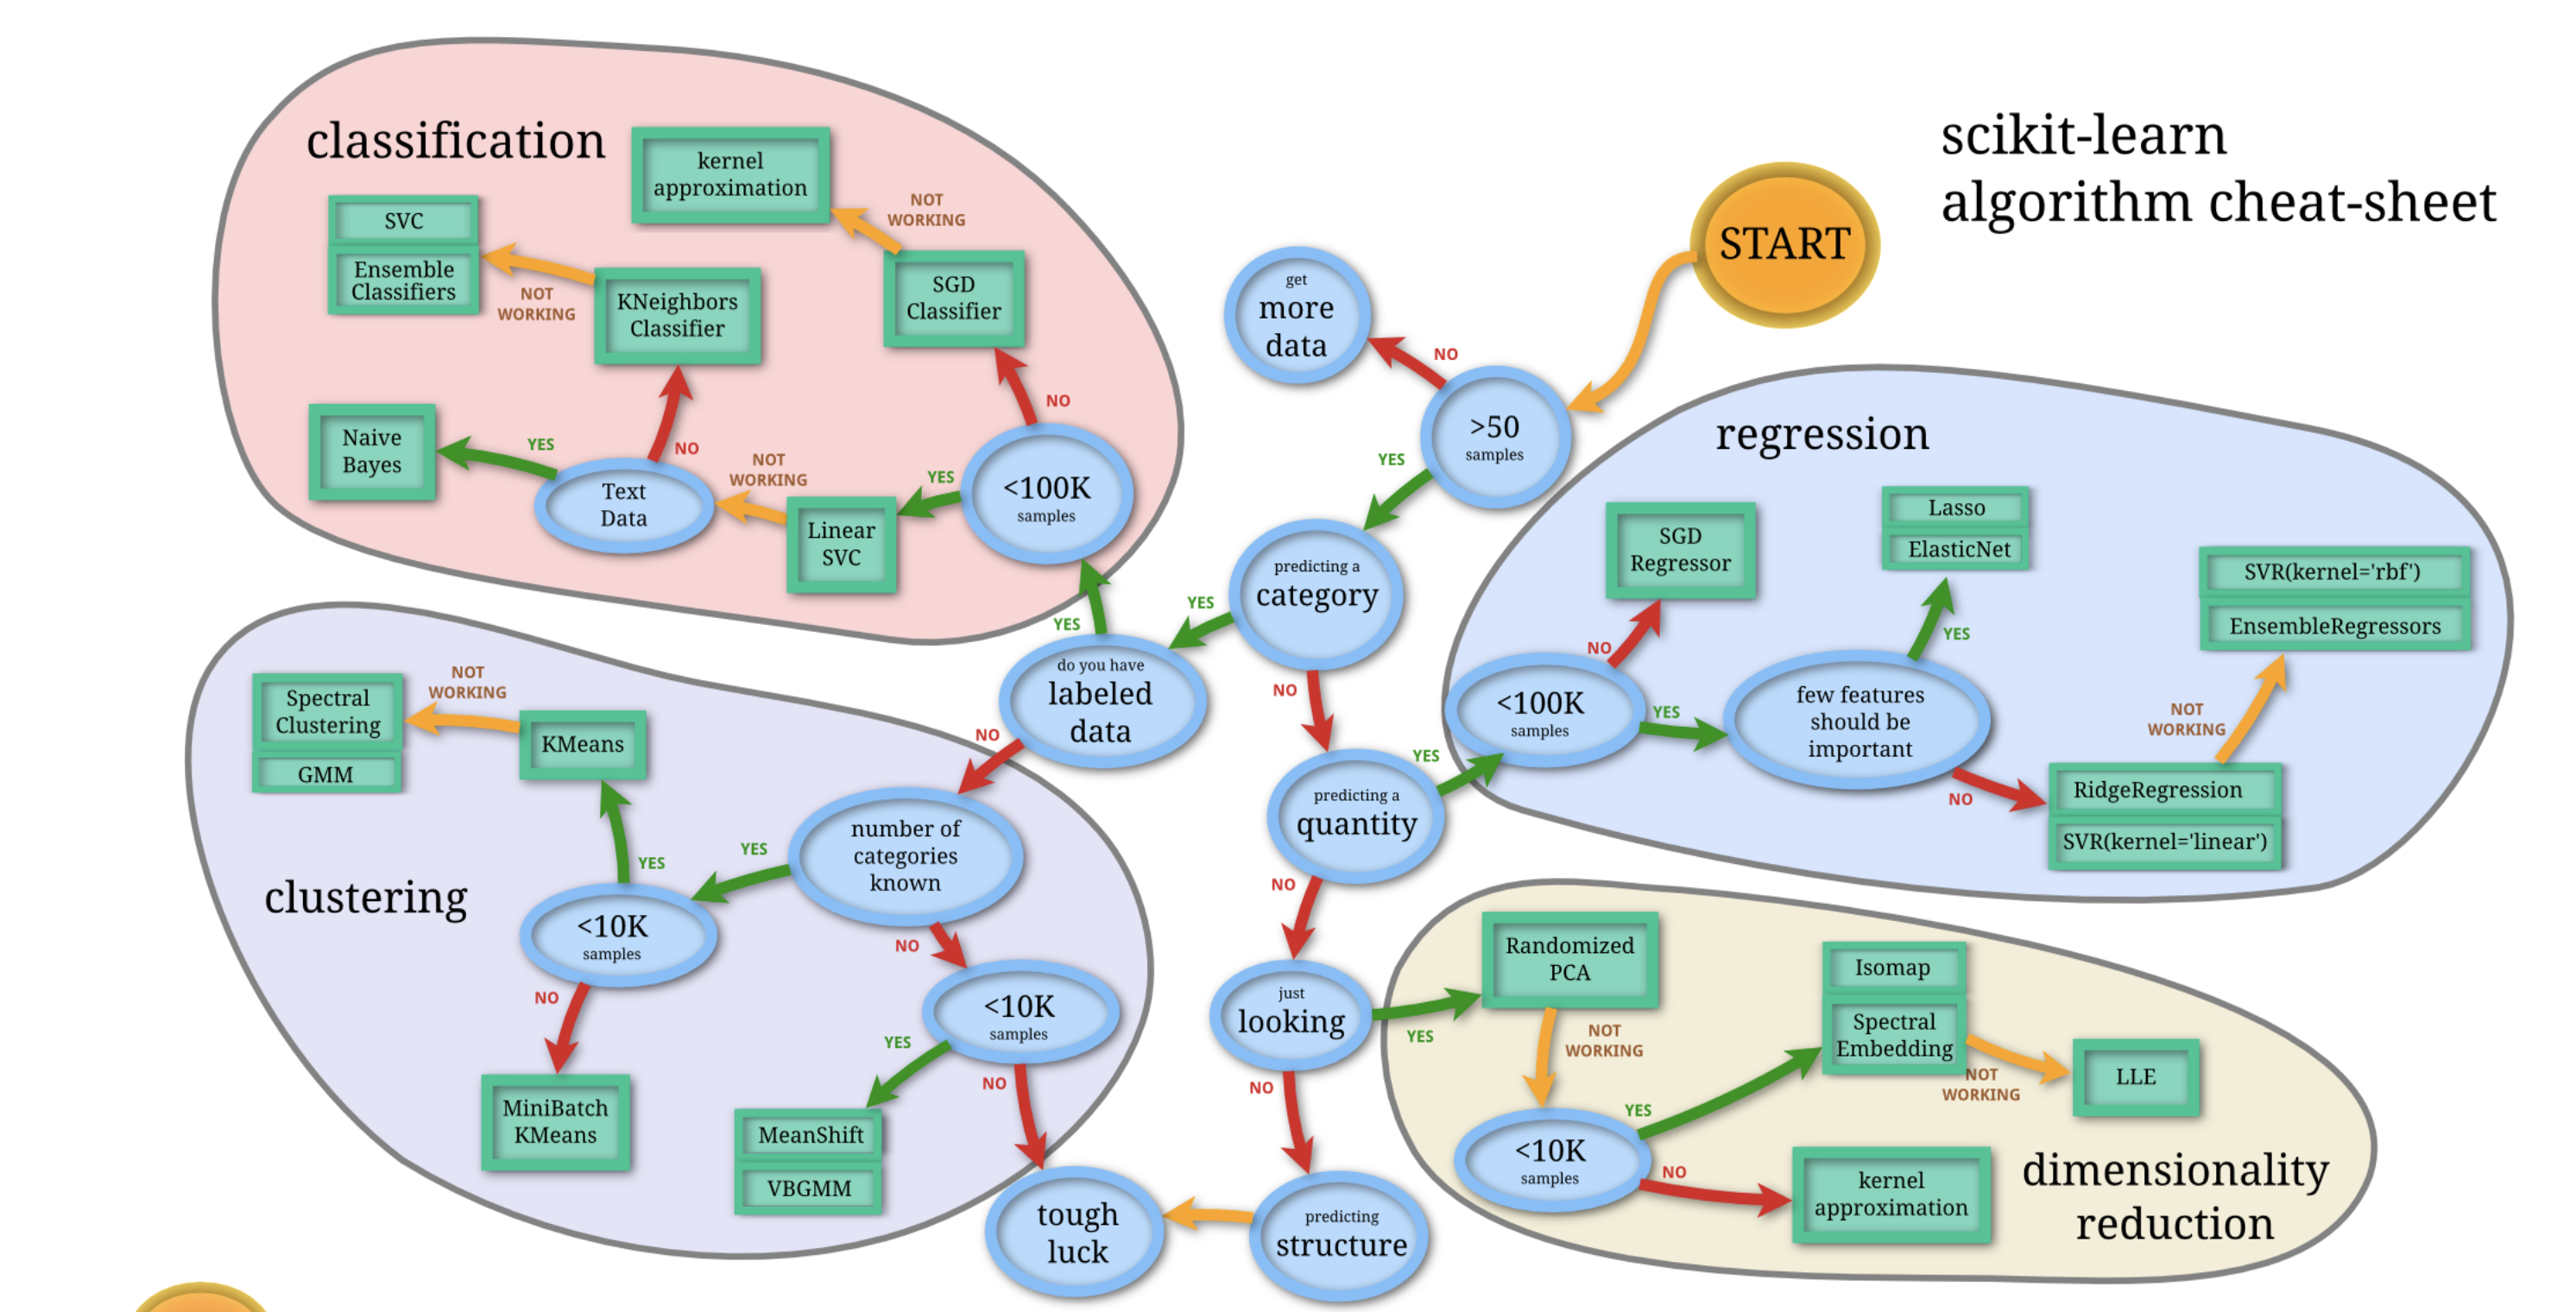 scikit-learn
algorithm cheat-sheet
START
classification
kernel
approximation
NOT
WORKING
SVC
Ensemble
Classifiers
NOT
WORKING
KNeighbors
Classifier
SGD
Classifier
NO
Naive
Bayes
YES
NO
Text
Data
NOT
WORKING
Linear
SVC
YES
<100K
samples
YES
get
more
data
NO
>50
samples
YES
predicting a
category
YES
NO
do you have
labeled
data
NO
predicting a
quantity
YES
NO
just
looking
YES
NO
predicting
structure
tough
luck
regression
SGD
Regressor
NO
<100K
samples
YES
Lasso
ElasticNet
YES
few features
should be
important
NO
SVR(kernel='rbf')
EnsembleRegressors
NOT
WORKING
RidgeRegression
SVR(kernel='linear')
clustering
Spectral
Clustering
GMM
NOT
WORKING
KMeans
YES
<10K
samples
YES
number of
categories
known
NO
NO
MiniBatch
KMeans
<10K
samples
YES
NO
MeanShift
VBGMM
Randomized
PCA
NOT
WORKING
<10K
samples
YES
NO
Isomap
Spectral
Embedding
NOT
WORKING
LLE
kernel
approximation
dimensionality
reduction